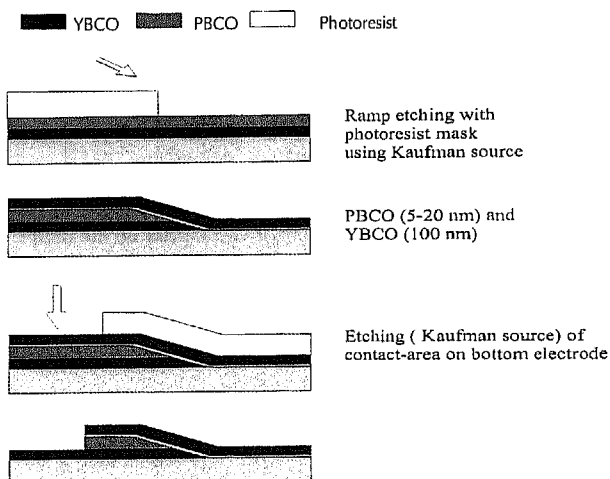 YBCO PBCO Photoresist
Ramp etching with
photoresist mask
using Kaufman source
PBCO (5-20 nm) and
YBCO (100 nm)
Etching ( Kaufman source) of
contact-area on bottom electrode